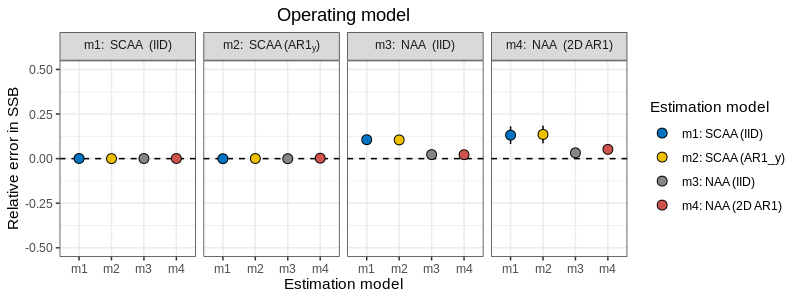 Operating model
m1: SCAA (IID)
m2: SCAA (AR1y)
m3: NAA (IID)
m4: NAA (2D AR1)
Relative error in SSB
0.50
0.25
0.00
-0.25
-0.50
m1 m2 m3 m4
m1 m2 m3 m4
m1 m2 m3 m4
m1 m2 m3 m4
Estimation model
Estimation model
m1: SCAA (IID)
m2: SCAA (AR1_y)
m3: NAA (IID)
m4: NAA (2D AR1)